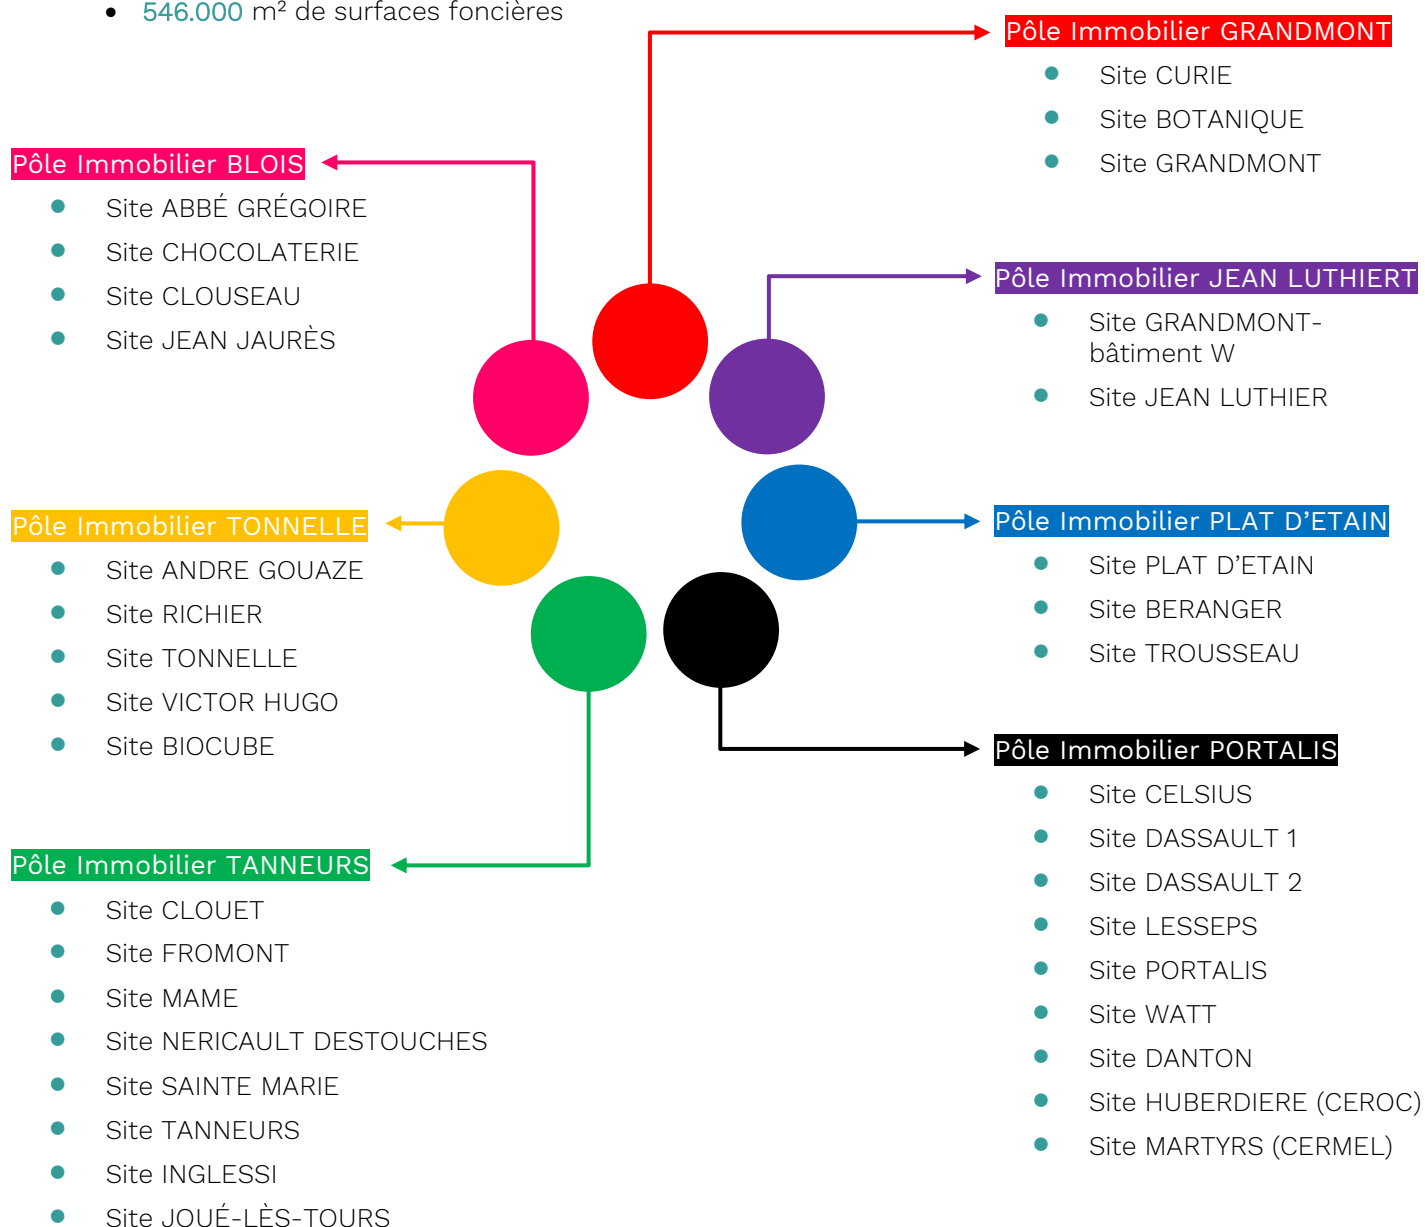 • 546.000 m² de surfaces foncières
Pôle Immobilier GRANDMONT
• Site CURIE
• Site BOTANIQUE
• Site GRANDMONT
Pôle Immobilier BLOIS
• Site ABBÉ GRÉGOIRE
• Site CHOCOLATERIE
• Site CLOUSEAU
• Site JEAN JAURÈS
Pôle Immobilier JEAN LUTHIERT
• Site GRANDMONT-
bâtiment W
• Site JEAN LUTHIER
Pôle Immobilier TONNELLE
• Site ANDRE GOUAZE
• Site RICHIER
• Site TONNELLE
• Site VICTOR HUGO
• Site BIOCUBE
Pôle Immobilier PLAT D’ETAIN
• Site PLAT D’ETAIN
• Site BERANGER
• Site TROUSSEAU
Pôle Immobilier TANNEURS
• Site CLOUET
• Site FROMONT
• Site MAME
• Site NERICAULT DESTOUCHES
• Site SAINTE MARIE
• Site TANNEURS
• Site INGLESSI
• Site JOUÉ-LÈS-TOURS
Pôle Immobilier PORTALIS
• Site CELSIUS
• Site DASSAULT 1
• Site DASSAULT 2
• Site LESSEPS
• Site PORTALIS
• Site WATT
• Site DANTON
• Site HUBERDIERE (CEROC)
• Site MARTYRS (CERMEL)